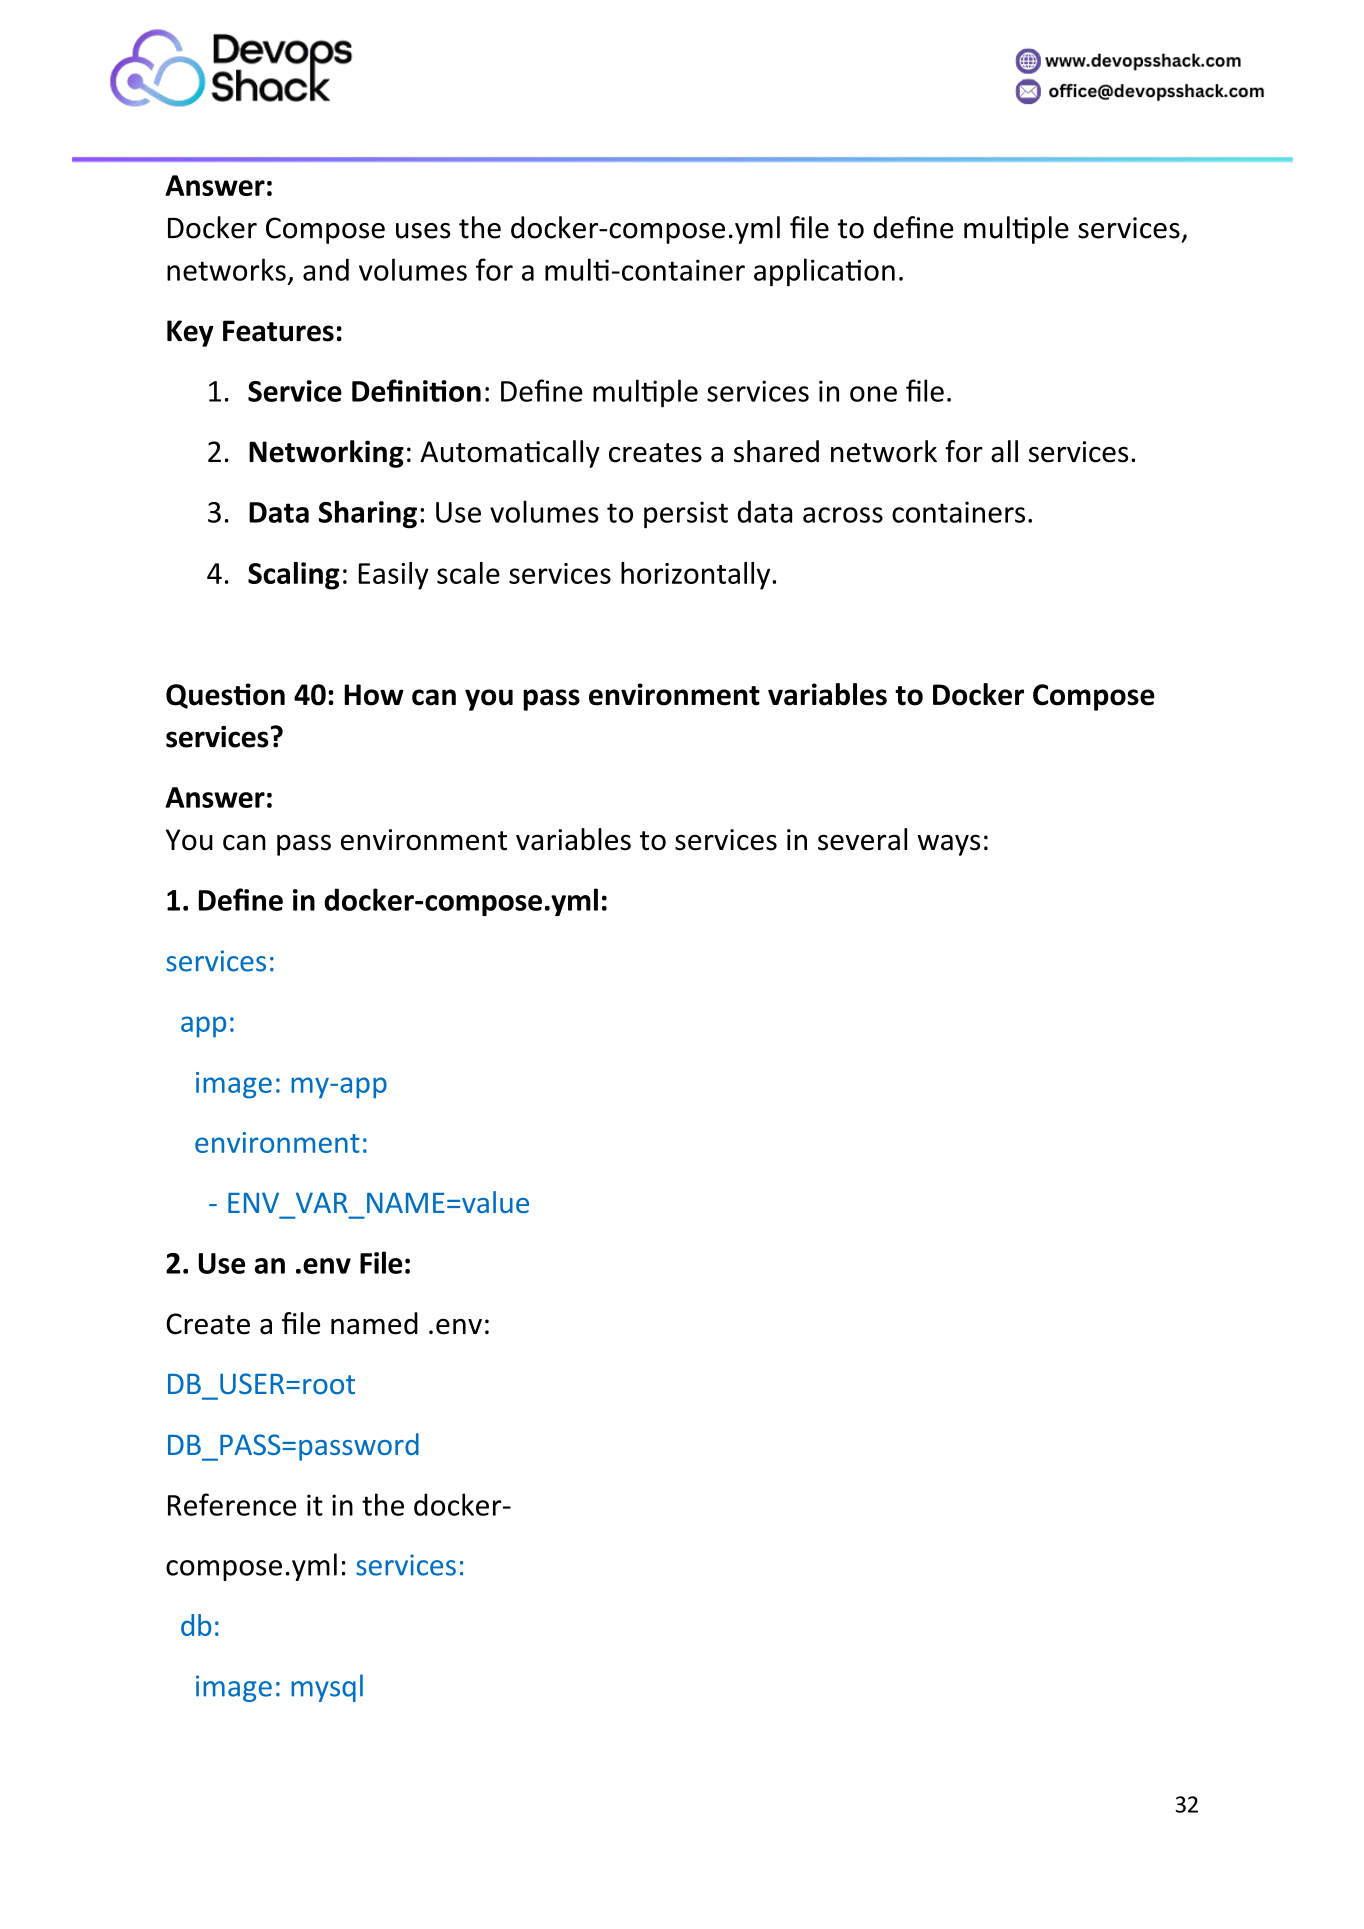 Devops
Shack
www.devopsshack.com
office@devopsshack.com
Answer:
Docker Compose uses the docker-compose.yml file to define multiple services,
networks, and volumes for a multi-container application.
Key Features:
1. Service Definition: Define multiple services in one file.
2. Networking: Automatically creates a shared network for all services.
3. Data Sharing: Use volumes to persist data across containers.
4. Scaling: Easily scale services horizontally.
Question 40: How can you pass environment variables to Docker Compose
services?
Answer:
You can pass environment variables to services in several ways:
1. Define in docker-compose.yml:
services:
  app:
    image: my-app
    environment:
      - ENV_VAR_NAME=value
2. Use an .env File:
Create a file named .env:
DB_USER=root
DB_PASS=password
Reference it in the docker-
compose.yml: services:
  db:
    image: mysql
32